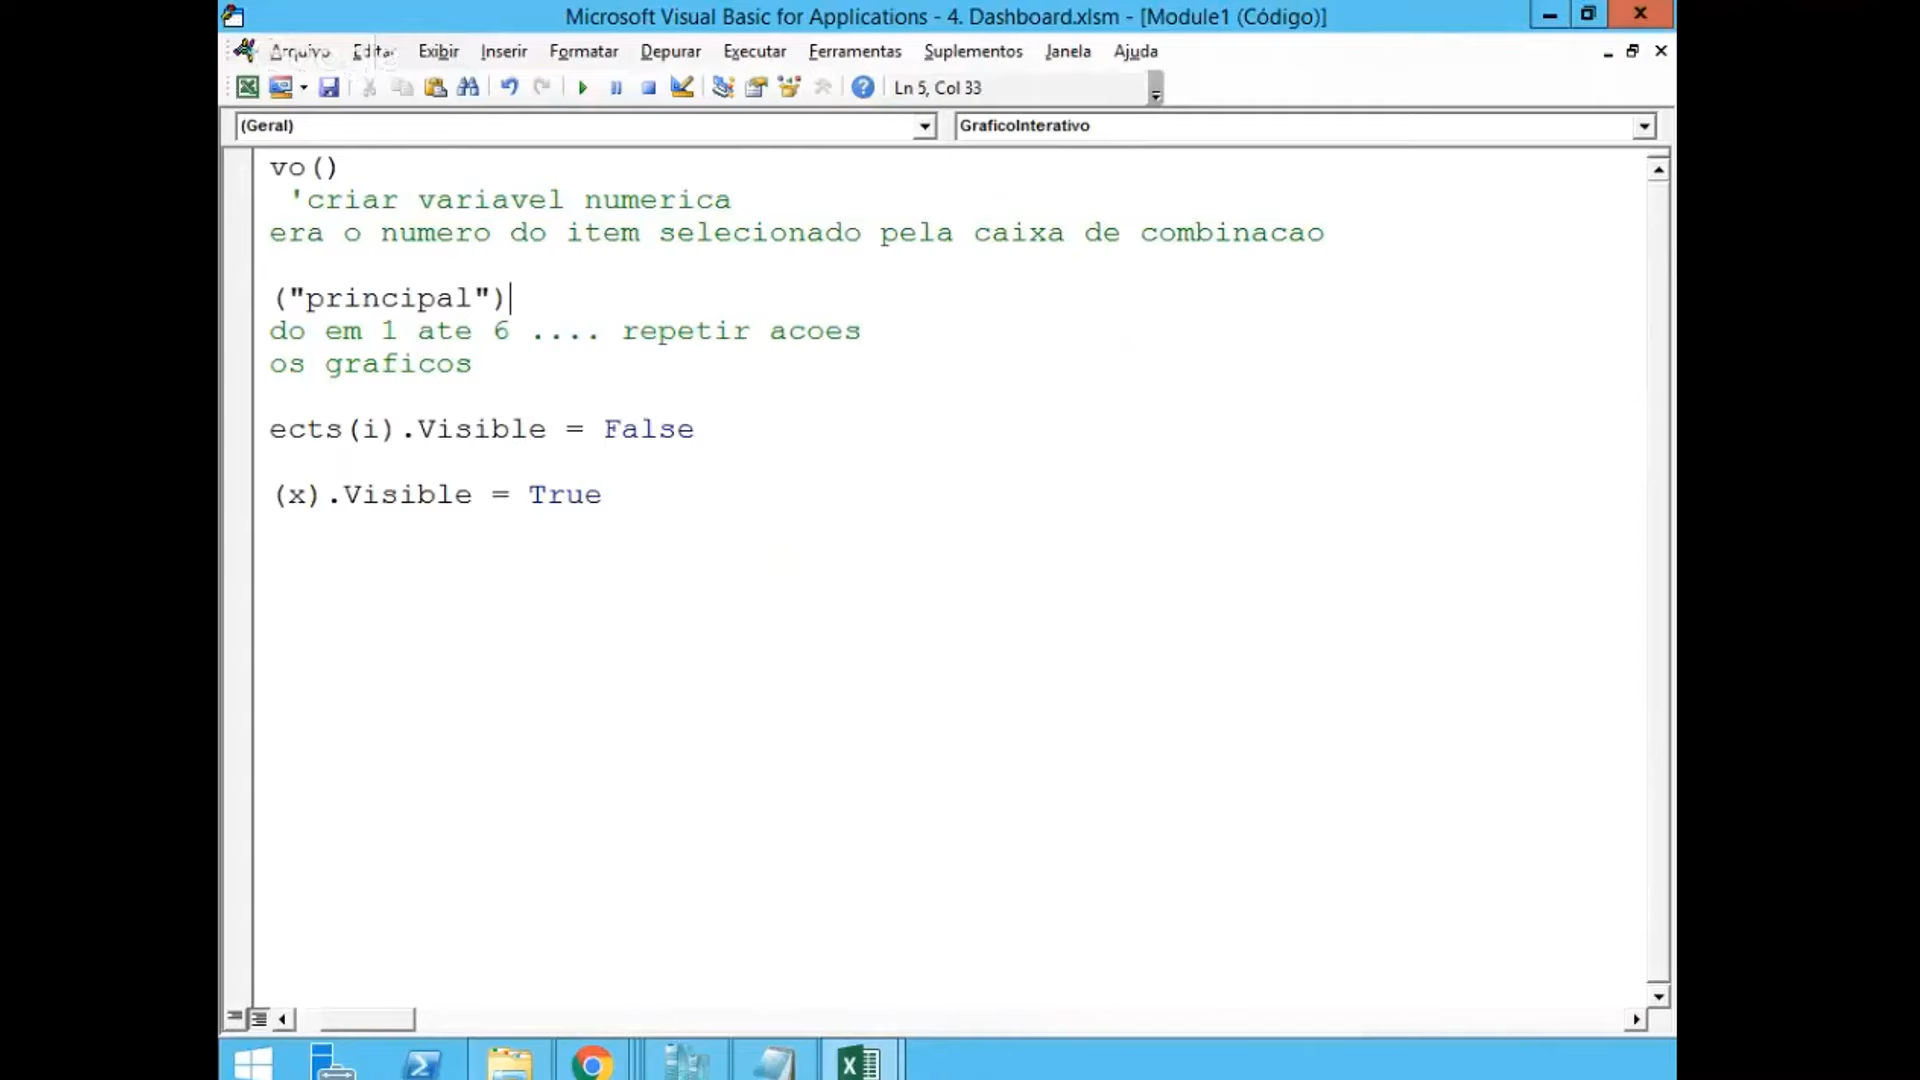 Microsoft Visual Basic for Applications - 4. Dashboard.xlsm - [Module1 (Código)]
Arquivo Editar Exibir Inserir Formatar Depurar Executar Ferramentas Suplementos Janela Ajuda
Ln 5, Col 33
(Geral) GraficoInterativo
vo()
'criar variavel numerica
era o numero do item selecionado pela caixa de combinacao
("principal")
do em 1 ate 6 .... repetir acoes
os graficos
ects(i).Visible = False
(x).Visible = True